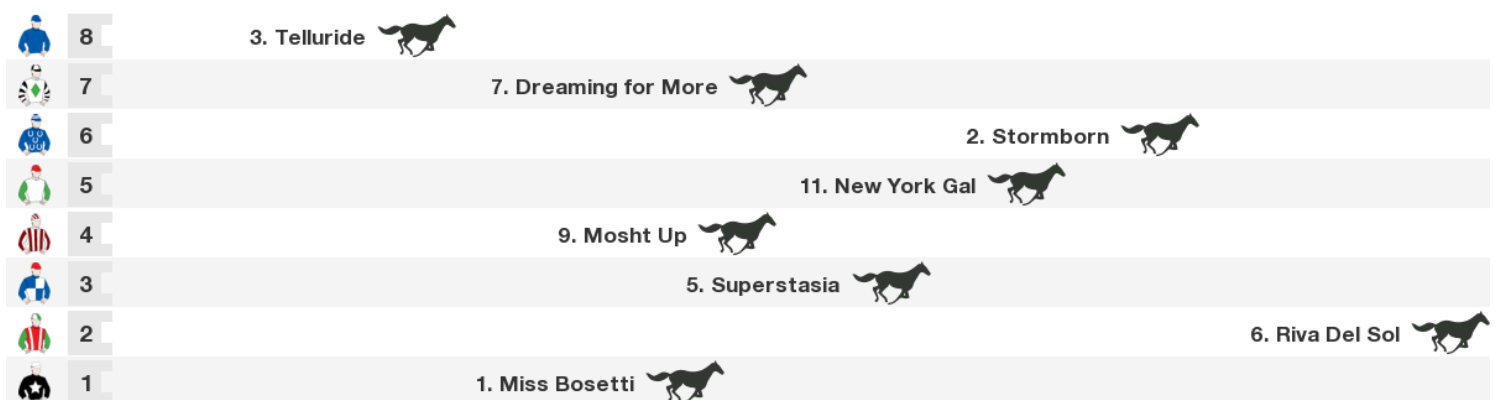 8 3. Telluride
7 7. Dreaming for More
6 2. Stormborn
5 11. New York Gal
4 9. Mosht Up
3 5. Superstasia
2 6. Riva Del Sol
1 1. Miss Bosetti